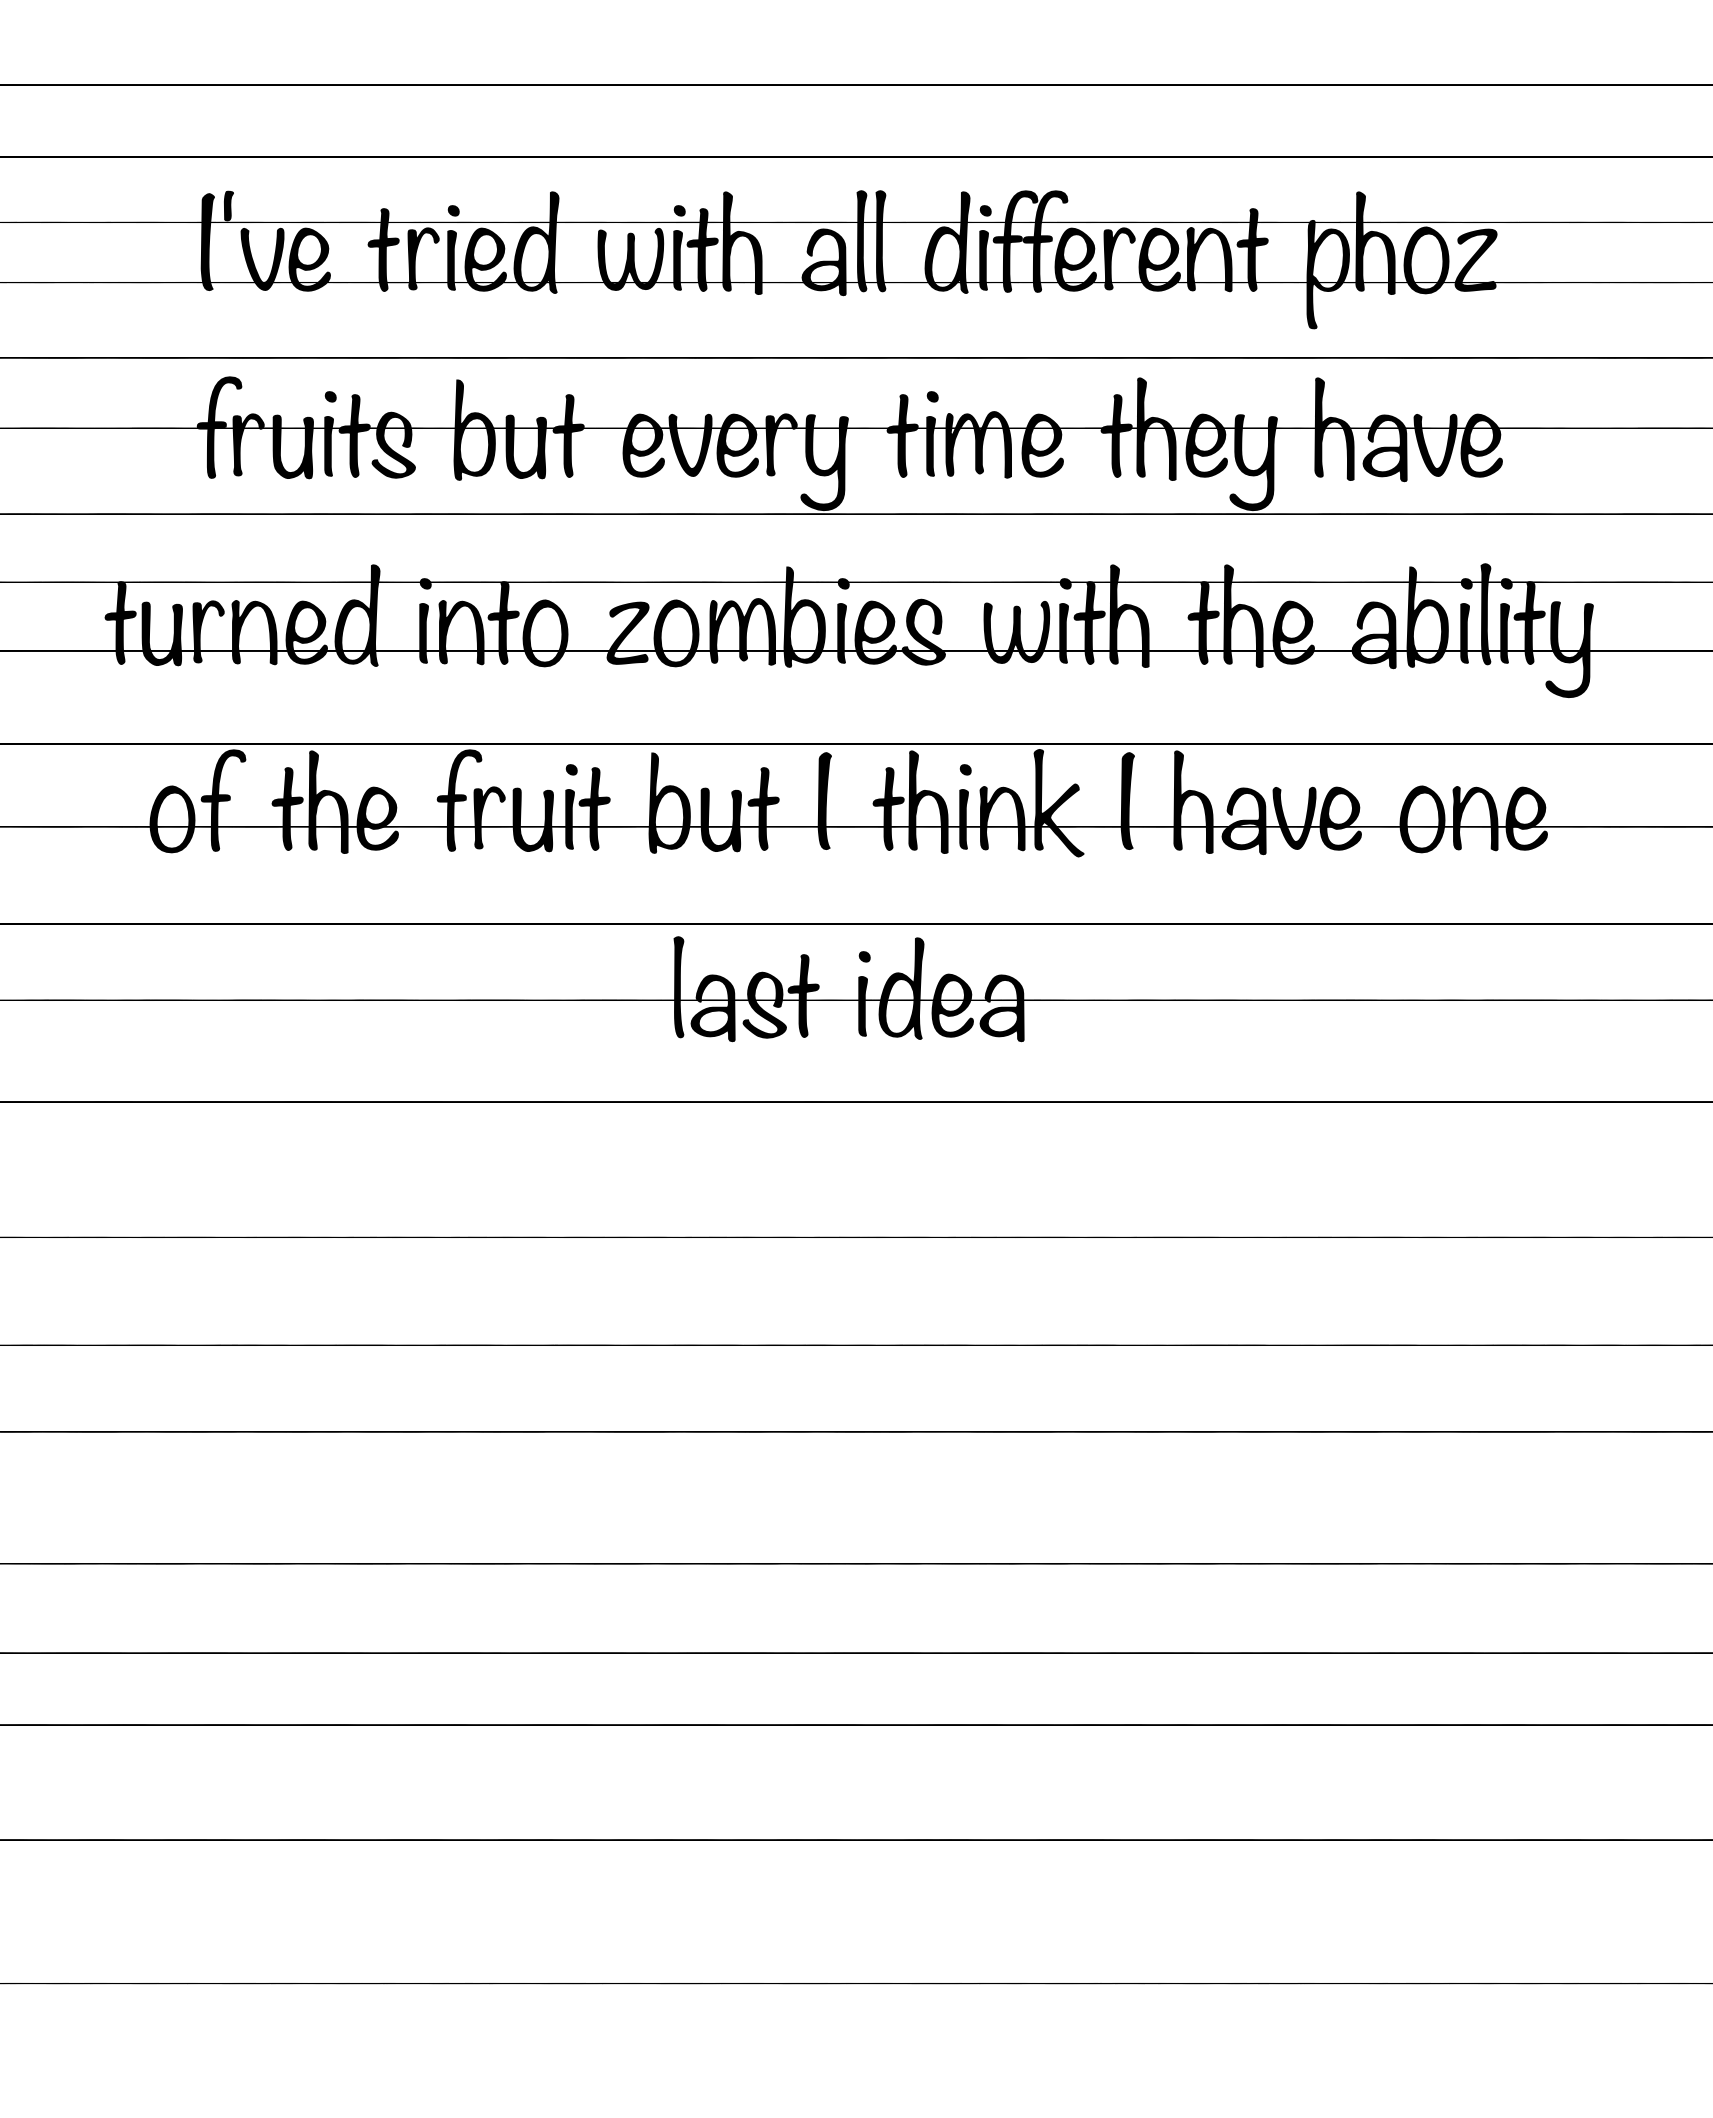 I've tried with all different phoz
fruits but every time they have
turned into zombies with the ability
of the fruit but I think I have one
last idea